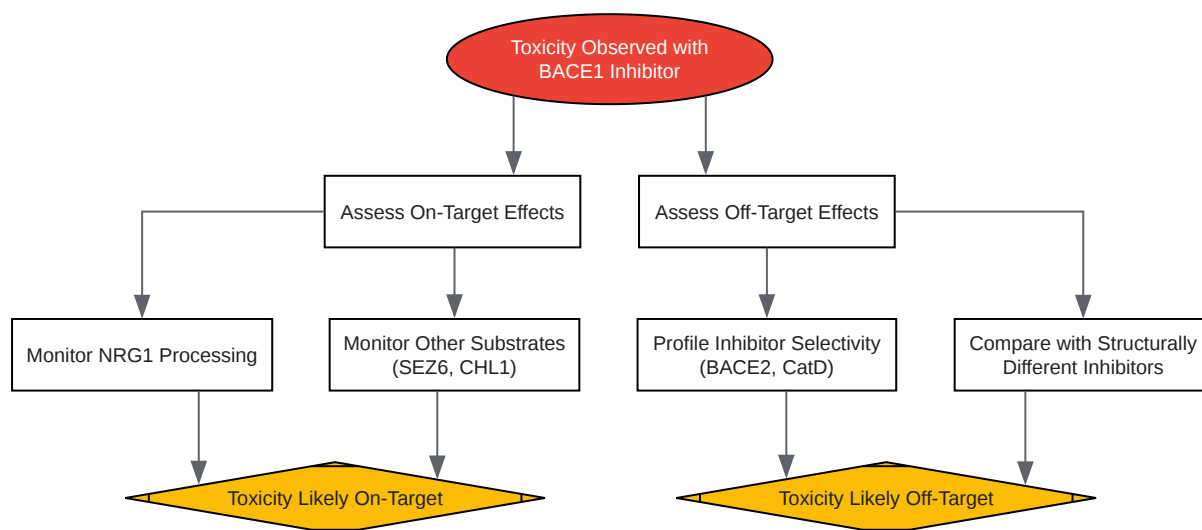 Toxicity Observed with
BACE1 Inhibitor
Assess On-Target Effects
Assess Off-Target Effects
Monitor NRG1 Processing
Monitor Other Substrates
(SEZ6, CHL1)
Profile Inhibitor Selectivity
(BACE2, CatD)
Compare with Structurally
Different Inhibitors
Toxicity Likely On-Target
Toxicity Likely Off-Target